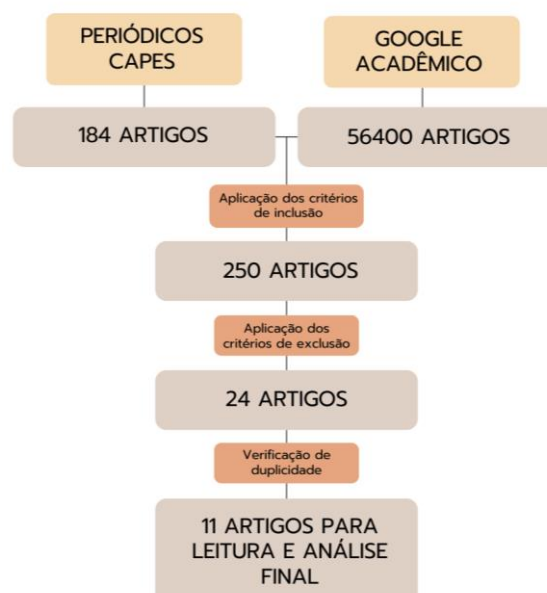 PERIÓDICOS
CAPES
GOOGLE
ACADÊMICO
184 ARTIGOS
56400 ARTIGOS
Aplicação dos critérios
de inclusão
250 ARTIGOS
Aplicação dos
critérios de exclusão
24 ARTIGOS
Verificação de
duplicidade
11 ARTIGOS PARA
LEITURA E ANÁLISE
FINAL